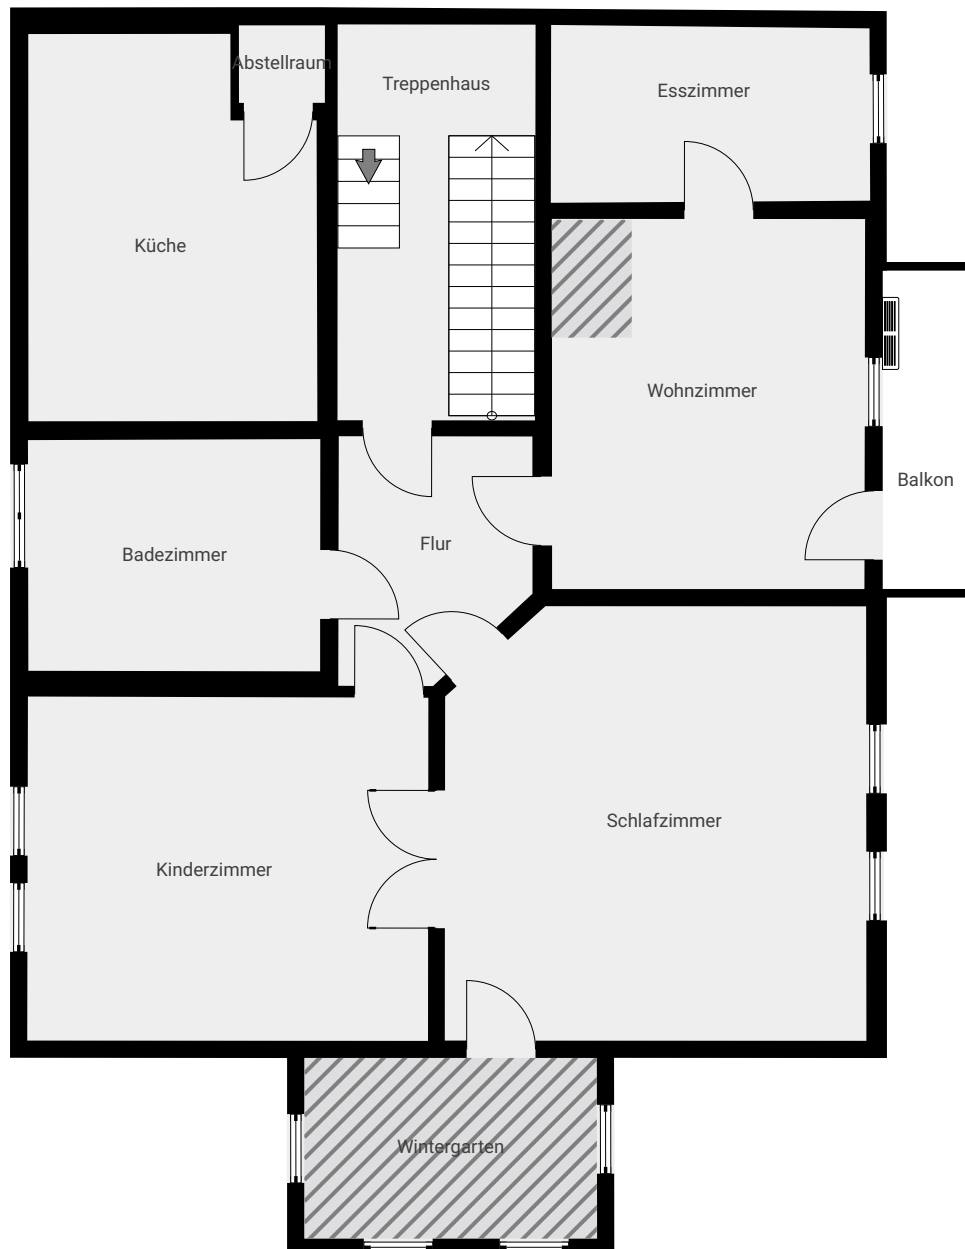 Abstellraum
Treppenhaus
Esszimmer
Küche
Wohnzimmer
Balkon
Flur
Badezimmer
Schlafzimmer
Kinderzimmer
Wintergarten